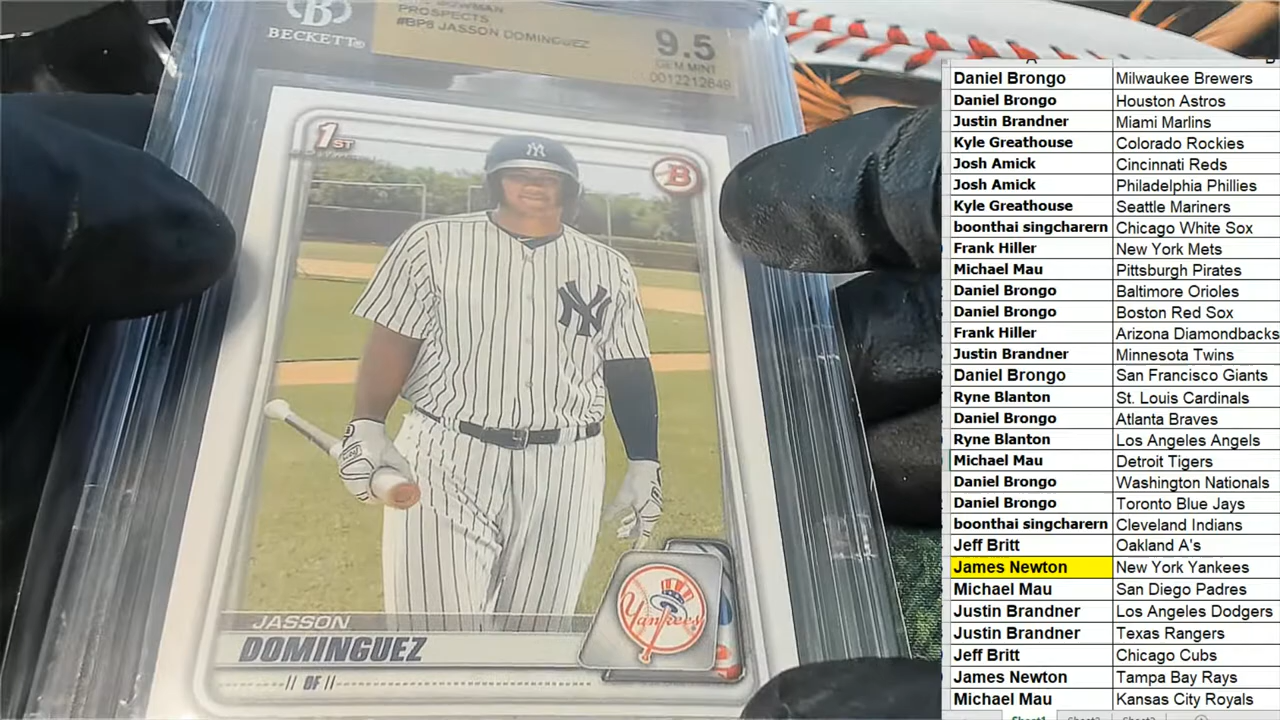 BOWMAN
PROSPECTS
#BP8 JASSON DOMINGUEZ
BECKETT
9.5
GEM MINT
0012212649
1ST
B
NY
NY
Yankees
JASSON
DOMINGUEZ
// OF //
A B
Daniel Brongo Milwaukee Brewers
Daniel Brongo Houston Astros
Justin Brandner Miami Marlins
Kyle Greathouse Colorado Rockies
Josh Amick Cincinnati Reds
Josh Amick Philadelphia Phillies
Kyle Greathouse Seattle Mariners
boonthai singcharern Chicago White Sox
Frank Hiller New York Mets
Michael Mau Pittsburgh Pirates
Daniel Brongo Baltimore Orioles
Daniel Brongo Boston Red Sox
Frank Hiller Arizona Diamondbacks
Justin Brandner Minnesota Twins
Daniel Brongo San Francisco Giants
Ryne Blanton St. Louis Cardinals
Daniel Brongo Atlanta Braves
Ryne Blanton Los Angeles Angels
Michael Mau Detroit Tigers
Daniel Brongo Washington Nationals
Daniel Brongo Toronto Blue Jays
boonthai singcharern Cleveland Indians
Jeff Britt Oakland A's
James Newton New York Yankees
Michael Mau San Diego Padres
Justin Brandner Los Angeles Dodgers
Justin Brandner Texas Rangers
Jeff Britt Chicago Cubs
James Newton Tampa Bay Rays
Michael Mau Kansas City Royals
Sheet1 Sheet2 Sheet3